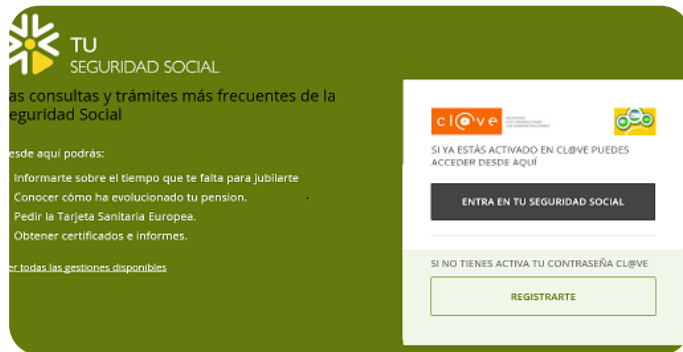 TU
SEGURIDAD SOCIAL
as consultas y trámites más frecuentes de la
eguridad Social
esde aquí podrás:
Informarte sobre el tiempo que te falta para jubilarte
Conocer cómo ha evolucionado tu pension.
Pedir la Tarjeta Sanitaria Europea.
Obtener certificados e informes.
er todas las gestiones disponibles
cl@ve
SI YA ESTÁS ACTIVADO EN CL@VE PUEDES
ACCEDER DESDE AQUÍ
ENTRA EN TU SEGURIDAD SOCIAL
SI NO TIENES ACTIVA TU CONTRASEÑA CL@VE
REGISTRARTE